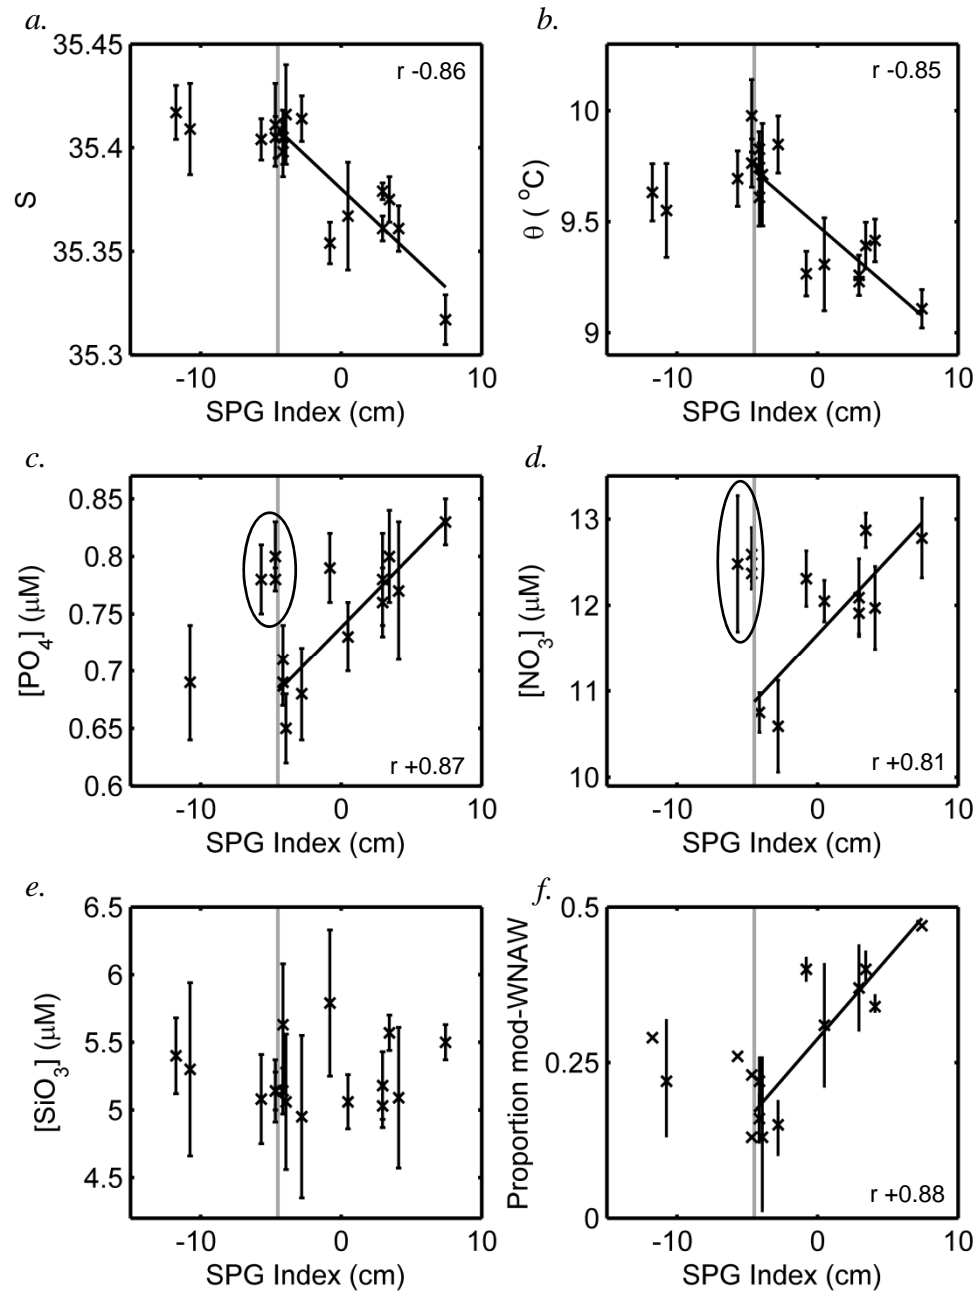 a.
35.45
35.4
35.35
35.3
S
r -0.86
-10 0 10
SPG Index (cm)
b.
10
9.5
9
θ ( °C)
r -0.85
-10 0 10
SPG Index (cm)
c.
0.85
0.8
0.75
0.7
0.65
0.6
[PO₄] (μM)
r +0.87
-10 0 10
SPG Index (cm)
d.
13
12
11
10
[NO₃] (μM)
r +0.81
-10 0 10
SPG Index (cm)
e.
6.5
6
5.5
5
4.5
[SiO₃] (μM)
-10 0 10
SPG Index (cm)
f.
0.5
0.25
0
Proportion mod-WNAW
r +0.88
-10 0 10
SPG Index (cm)